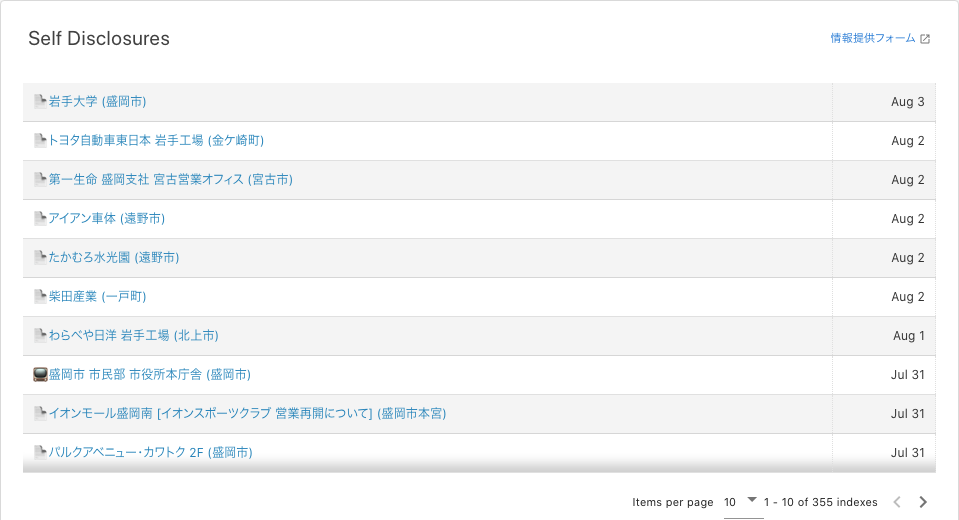 Self Disclosures
情報提供フォーム
岩手大学 (盛岡市) Aug 3
トヨタ自動車東日本 岩手工場 (金ケ崎町) Aug 2
第一生命 盛岡支社 宮古営業オフィス (宮古市) Aug 2
アイアン車体 (遠野市) Aug 2
たかむろ水光園 (遠野市) Aug 2
柴田産業 (一戸町) Aug 2
わらべや日洋 岩手工場 (北上市) Aug 1
盛岡市 市民部 市役所本庁舎 (盛岡市) Jul 31
イオンモール盛岡南 [イオンスポーツクラブ 営業再開について] (盛岡市本宮) Jul 31
パルクアベニュー・カワトク 2F (盛岡市) Jul 31
Items per page 10 1 - 10 of 355 indexes